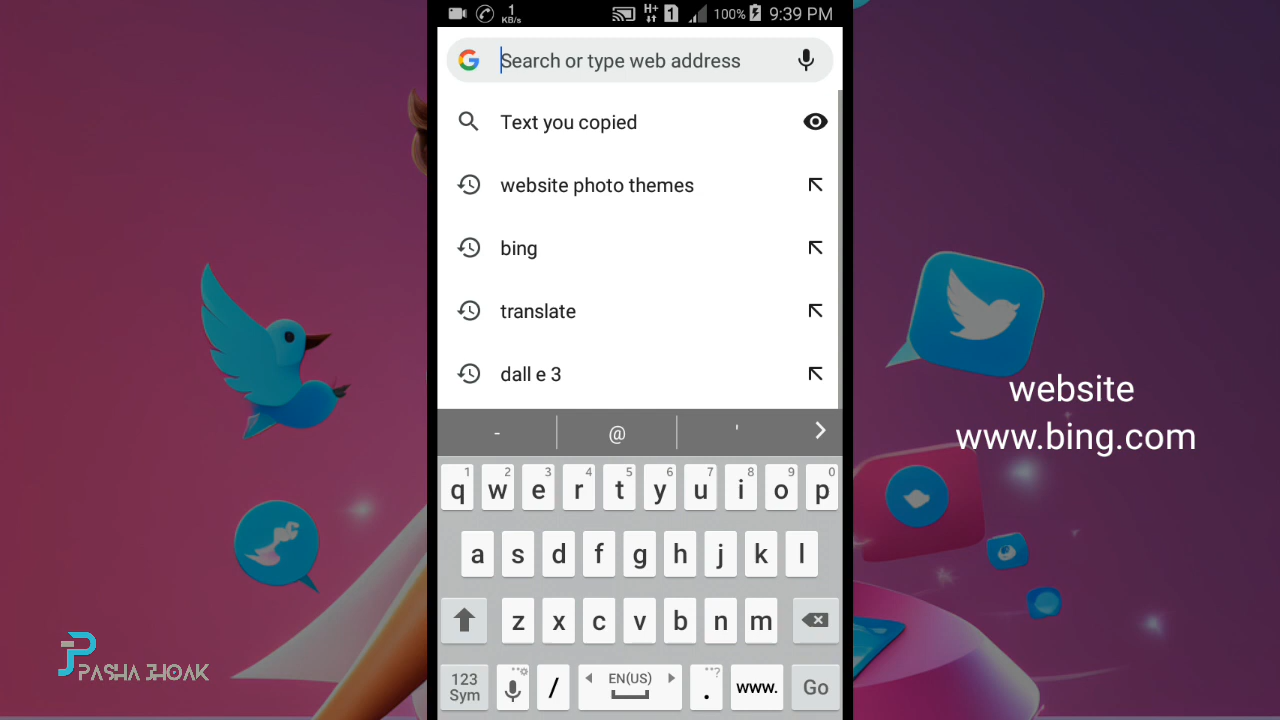 1
KB/s
H+
1
100%
9:39 PM
Search or type web address
Text you copied
website photo themes
bing
translate
dall e 3
website
www.bing.com
- @ '
1 2 3 4 5 6 7 8 9 0
q w e r t y u i o p
a s d f g h j k l
z x c v b n m
123
Sym
/
EN(US)
?
.
www.
Go
PASHA ZHOAK